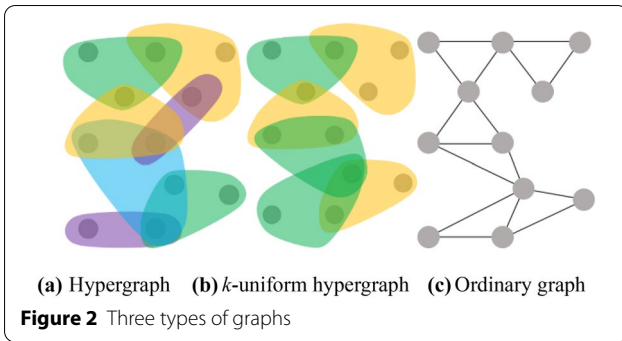 (a) Hypergraph (b) k-uniform hypergraph (c) Ordinary graph
Figure 2 Three types of graphs